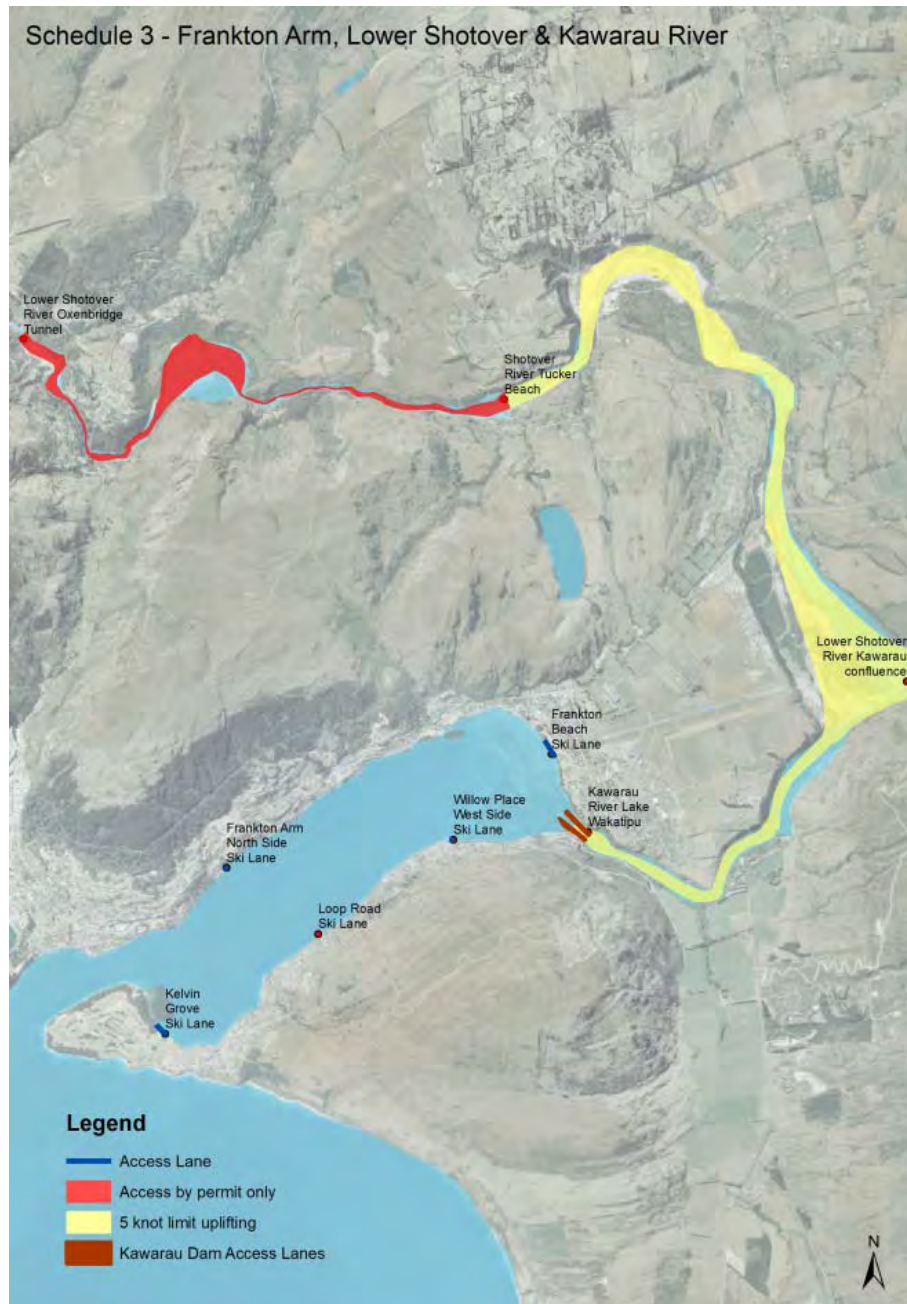 Schedule 3 - Frankton Arm, Lower Shotover & Kawarau River
Lower Shotover
River Oxenbridge
Tunnel
Shotover
River Tucker
Beach
Lower Shotover
River Kawarau
confluence
Frankton
Beach
Ski Lane
Kawarau
River Lake
Wakatipu
Willow Place
West Side
Ski Lane
Frankton Arm
North Side
Ski Lane
Loop Road
Ski Lane
Kelvin
Grove
Ski Lane
Legend
Access Lane
Access by permit only
5 knot limit uplifting
Kawarau Dam Access Lanes
N